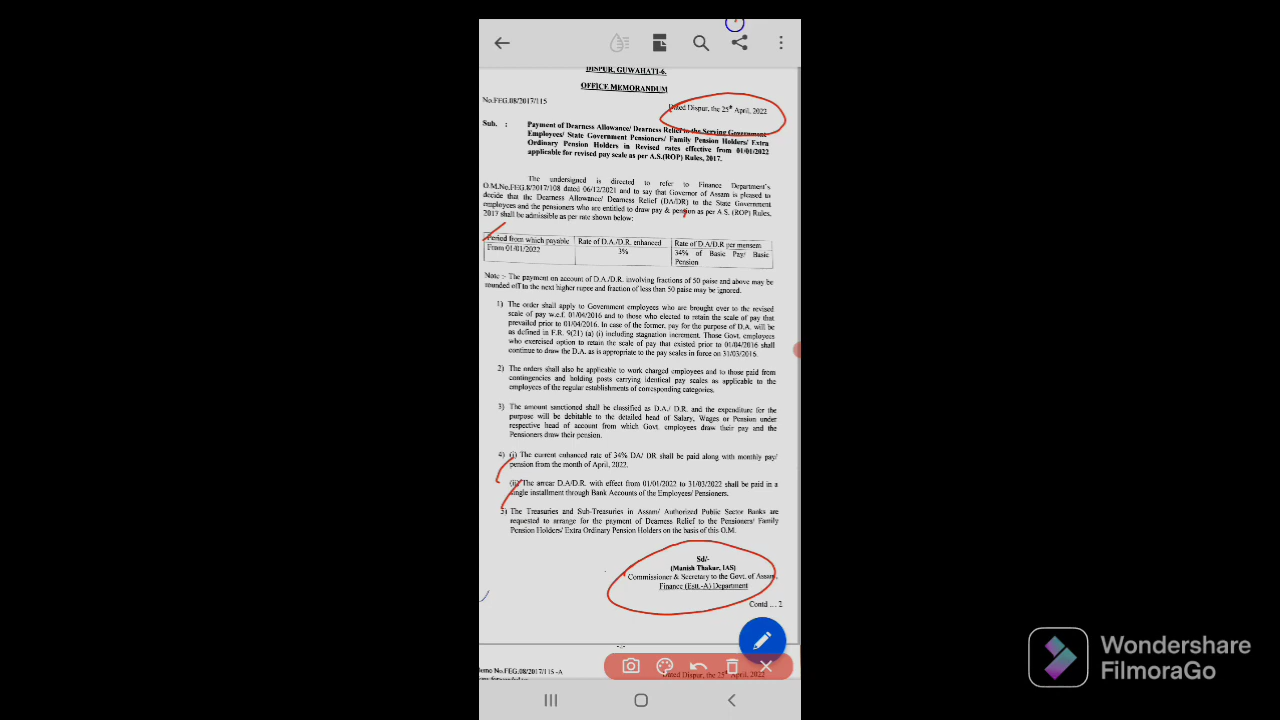 DISPUR, GUWAHATI-6.
OFFICE MEMORANDUM
No.FEG.08/2017/115
Dated Dispur, the 25th April, 2022
Sub. : Payment of Dearness Allowance/ Dearness Relief to the Serving Government
Employees/ State Government Pensioners/ Family Pension Holders/ Extra
Ordinary Pension Holders in Revised rates effective from 01/01/2022
applicable for revised pay scale as per A.S.(ROP) Rules, 2017.
The undersigned is directed to refer to Finance Department's
O.M.No.FEG.8/2017/108 dated 06/12/2021 and to say that Governor of Assam is pleased to
decide that the Dearness Allowance/ Dearness Relief (DA/DR) to the State Government
employees and the pensioners who are entitled to draw pay & pension as per A.S. (ROP) Rules,
2017 shall be admissible as per rate shown below:
Period from which payable Rate of D.A./D.R. enhanced Rate of D.A/D.R per mensem
From 01/01/2022 3% 34% of Basic Pay/ Basic
Pension
Note :- The payment on account of D.A./D.R. involving fractions of 50 paise and above may be
rounded off to the next higher rupee and fraction of less than 50 paise may be ignored.
1) The order shall apply to Government employees who are brought over to the revised
scale of pay w.e.f. 01/04/2016 and to those who elected to retain the scale of pay that
prevailed prior to 01/04/2016. In case of the former, pay for the purpose of D.A. will be
as defined in F.R. 9(21) (a) (i) including stagnation increment. Those Govt. employees
who exercised option to retain the scale of pay that existed prior to 01/04/2016 shall
continue to draw the D.A. as is appropriate to the pay scales in force on 31/03/2016.
2) The orders shall also be applicable to work charged employees and to those paid from
contingencies and holding posts carrying identical pay scales as applicable to the
employees of the regular establishments of corresponding categories.
3) The amount sanctioned shall be classified as D.A./ D.R. and the expenditure for the
purpose will be debitable to the detailed head of Salary, Wages or Pension under
respective head of account from which Govt. employees draw their pay and the
Pensioners draw their pension.
4) (i) The current enhanced rate of 34% DA/ DR shall be paid along with monthly pay/
pension from the month of April, 2022.
(ii) The arrear D.A/D.R. with effect from 01/01/2022 to 31/03/2022 shall be paid in a
single installment through Bank Accounts of the Employees/ Pensioners.
5) The Treasuries and Sub-Treasuries in Assam/ Authorized Public Sector Banks are
requested to arrange for the payment of Dearness Relief to the Pensioners/ Family
Pension Holders/ Extra Ordinary Pension Holders on the basis of this O.M.
Sd/-
(Manish Thakur, IAS)
Commissioner & Secretary to the Govt. of Assam,
Finance (Estt.-A) Department
Contd ... 2
-2-
No.FEG.08/2017/115 -A
Dated Dispur, the 25th April, 2022
Wondershare
FilmoraGo